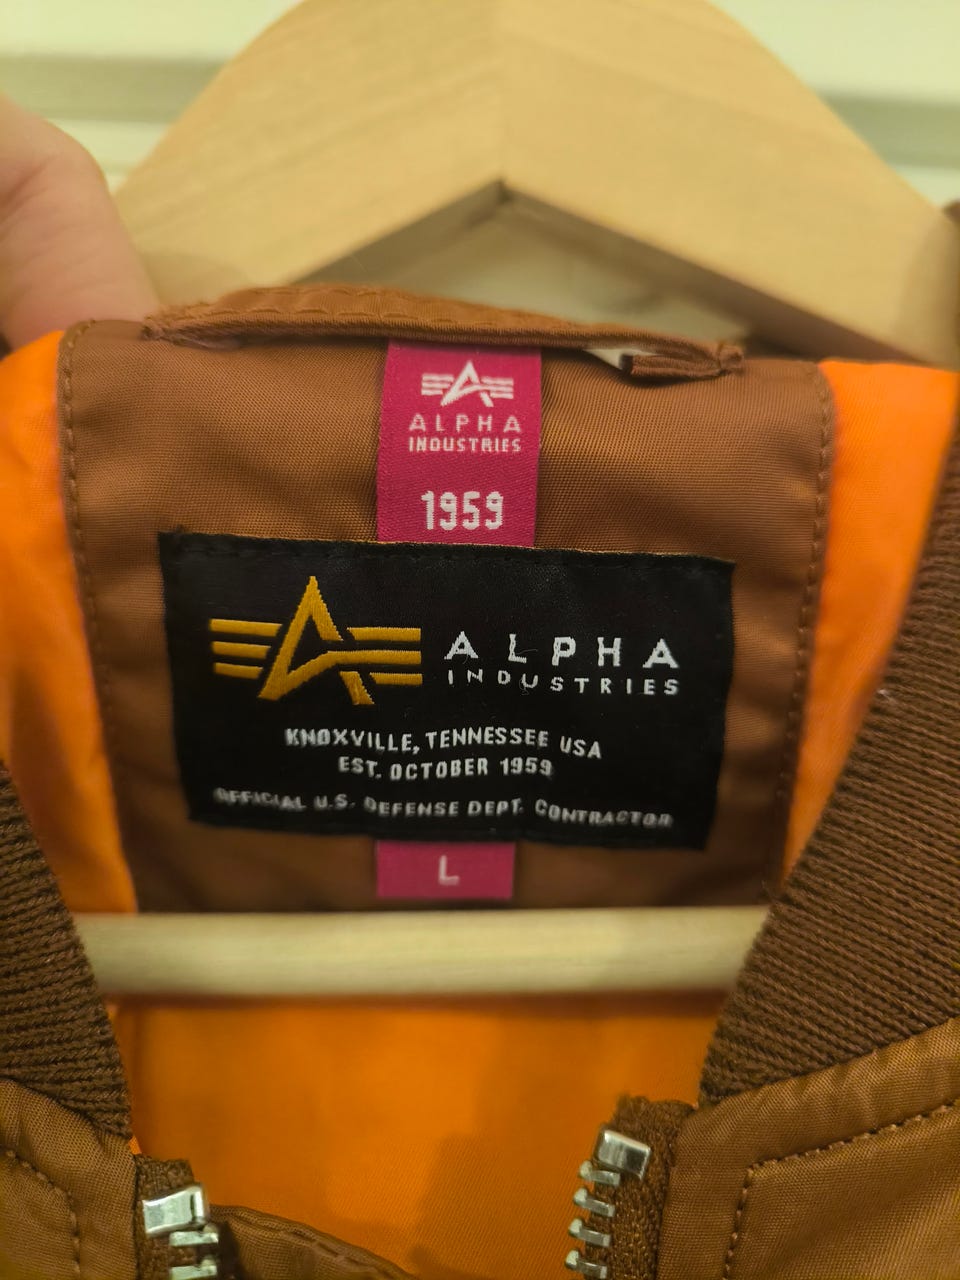 ALPHA
INDUSTRIES
1959
ALPHA
INDUSTRIES
KNOXVILLE, TENNESSEE USA
EST. OCTOBER 1959
OFFICIAL U.S. DEFENSE DEPT. CONTRACTOR
L